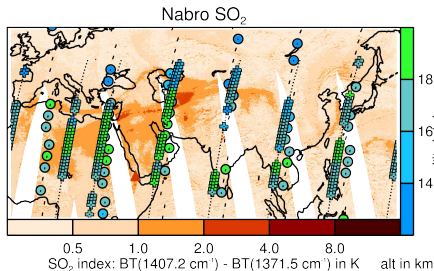 Nabro SO₂
18
16
14
0.5 1.0 2.0 4.0 8.0
SO₂ index: BT(1407.2 cm⁻¹) - BT(1371.5 cm⁻¹) in K alt in km